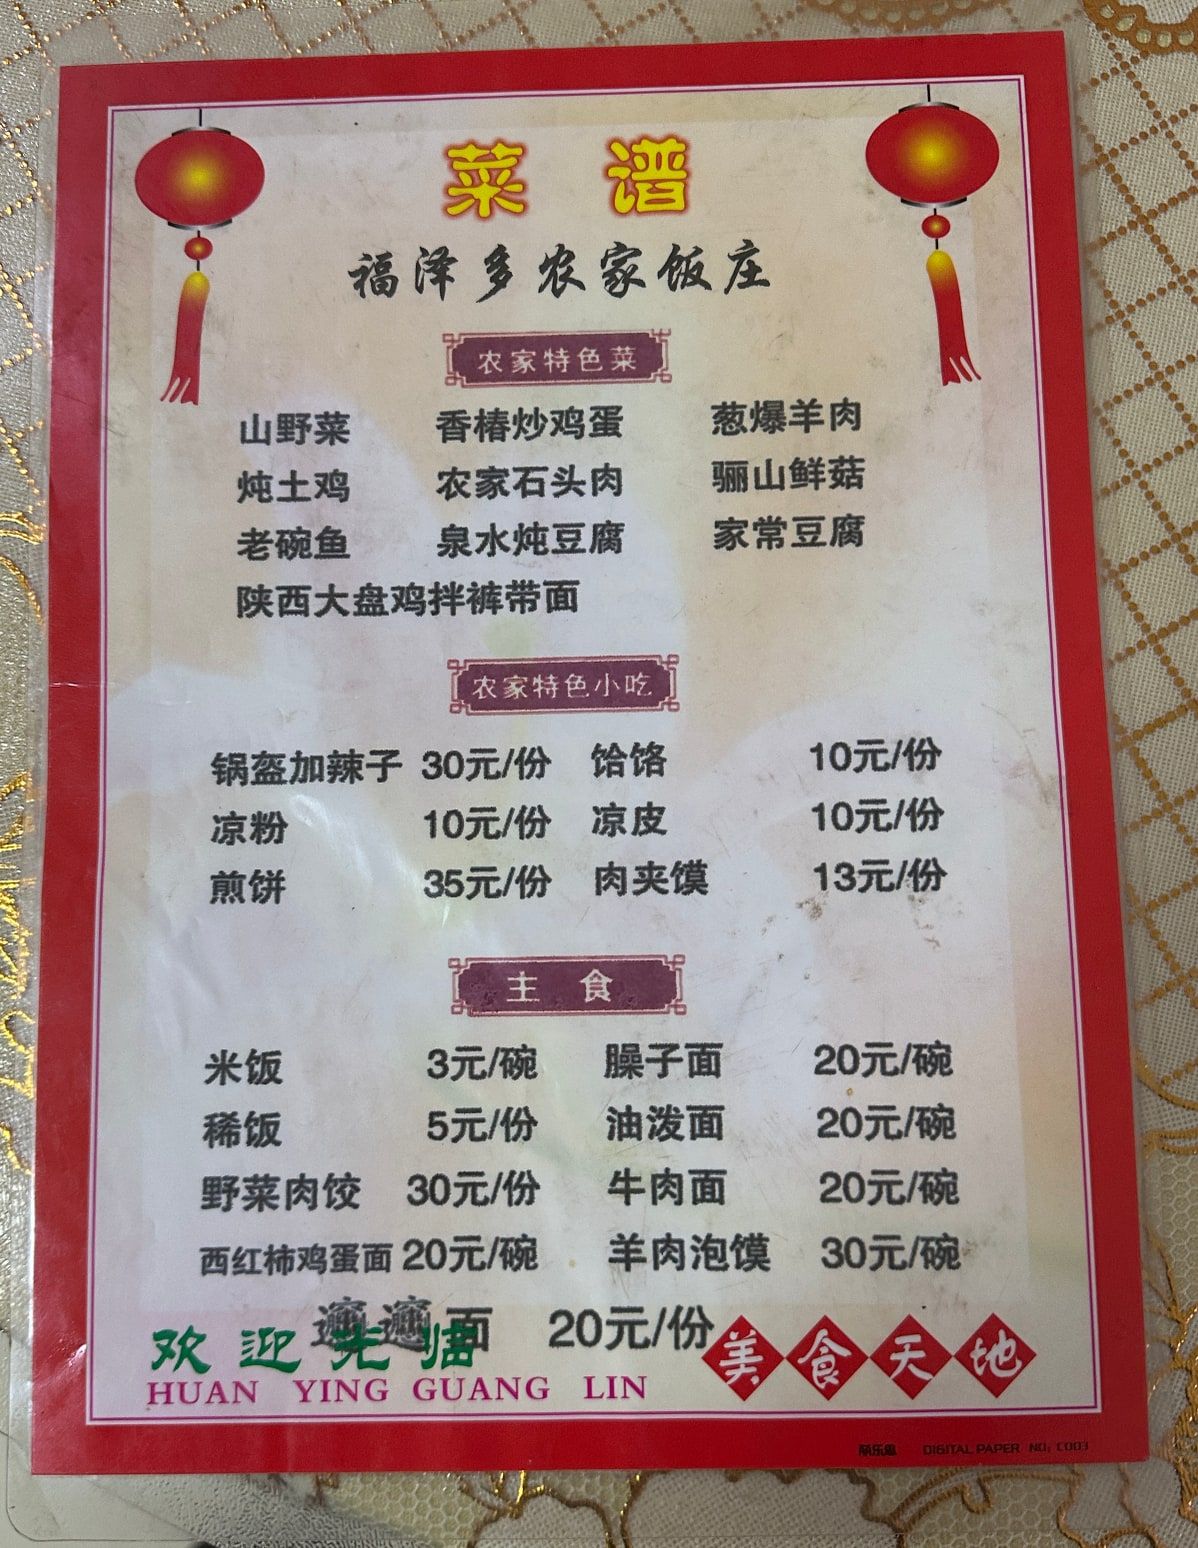 菜 谱
福泽多农家饭庄
农家特色菜
山野菜 香椿炒鸡蛋 葱爆羊肉
炖土鸡 农家石头肉 骊山鲜菇
老碗鱼 泉水炖豆腐 家常豆腐
陕西大盘鸡拌裤带面
农家特色小吃
锅盔加辣子 30元/份 饸饹 10元/份
凉粉 10元/份 凉皮 10元/份
煎饼 35元/份 肉夹馍 13元/份
主 食
米饭 3元/碗 臊子面 20元/碗
稀饭 5元/份 油泼面 20元/碗
野菜肉饺 30元/份 牛肉面 20元/碗
西红柿鸡蛋面 20元/碗 羊肉泡馍 30元/碗
𰻝𰻝面 20元/份
欢迎光临 美食天地
HUAN YING GUANG LIN
DIGITAL PAPER NO: C003